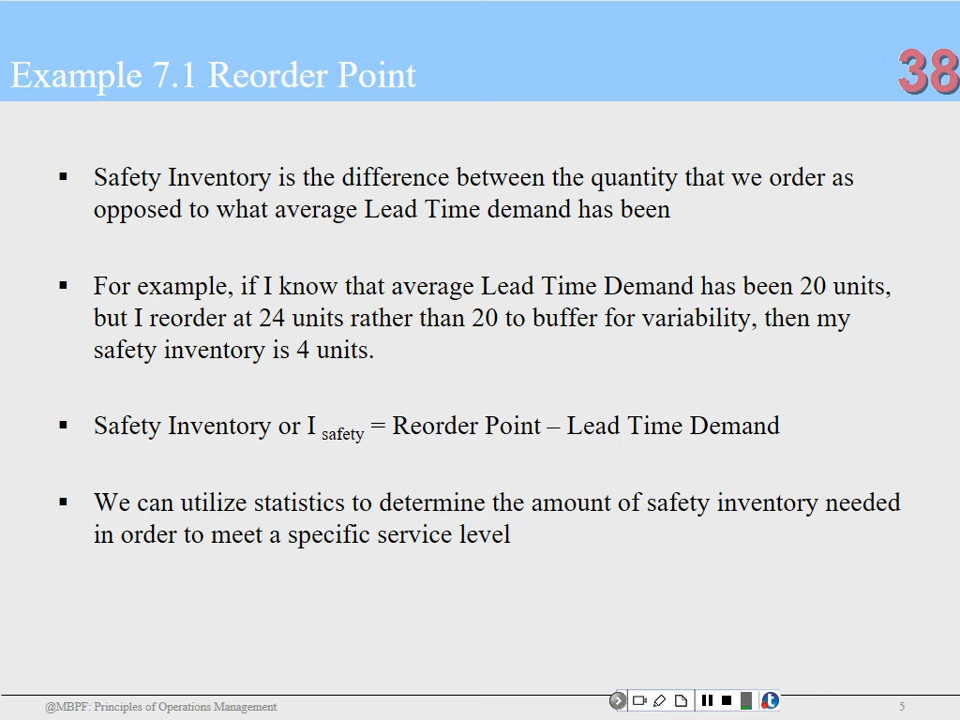 Example 7.1 Reorder Point
38
▪ Safety Inventory is the difference between the quantity that we order as
opposed to what average Lead Time demand has been
▪ For example, if I know that average Lead Time Demand has been 20 units,
but I reorder at 24 units rather than 20 to buffer for variability, then my
safety inventory is 4 units.
▪ Safety Inventory or I safety = Reorder Point – Lead Time Demand
▪ We can utilize statistics to determine the amount of safety inventory needed
in order to meet a specific service level
@MBPF: Principles of Operations Management
5